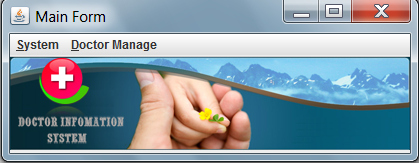 Main Form
System Doctor Manage
DOCTOR INFOMATION
SYSTEM